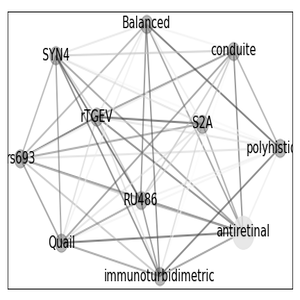 Balanced
SYN4
conduite
rTGEV
S2A
polyhistic
rs693
RU486
antiretinal
Quail
immunoturbidimetric